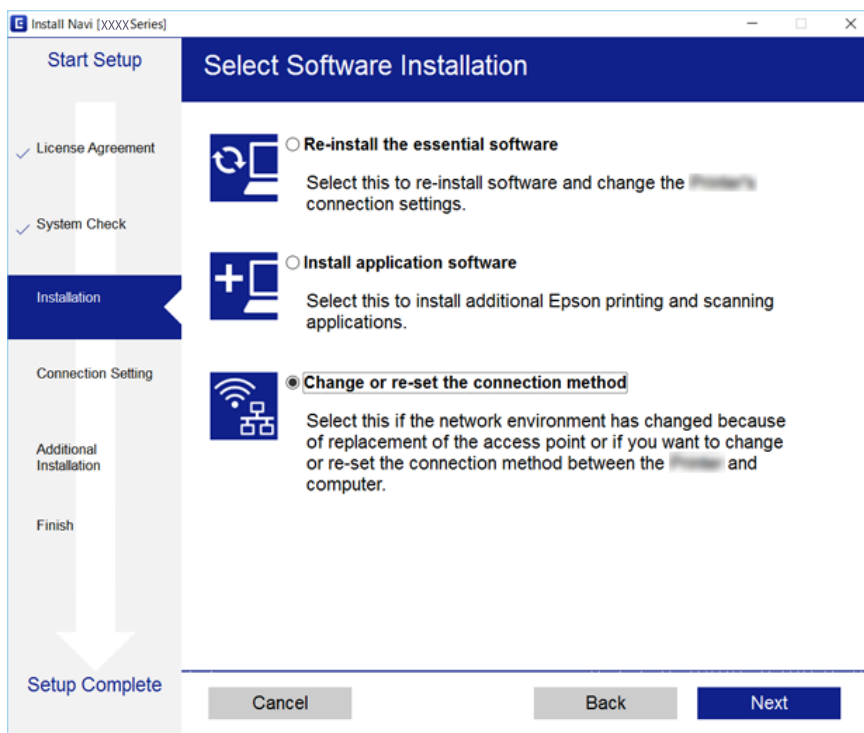 Install Navi [XXXX Series]
Start Setup
Select Software Installation
License Agreement
System Check
Installation
Connection Setting
Additional
Installation
Finish
Setup Complete
Re-install the essential software
Select this to re-install software and change the
connection settings.
Install application software
Select this to install additional Epson printing and scanning
applications.
Change or re-set the connection method
Select this if the network environment has changed because
of replacement of the access point or if you want to change
or re-set the connection method between the and
computer.
Cancel
Back
Next